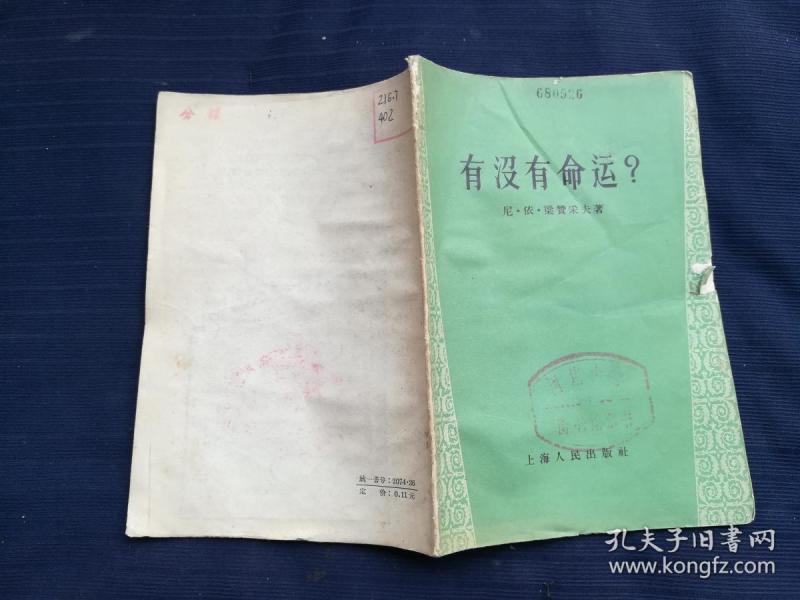 680526
有没有命运？
尼·依·梁赞采夫著
上海人民出版社
216.7
402
统一书号：2074·36
定 价：0.11元
孔夫子旧書网
www.kongfz.com